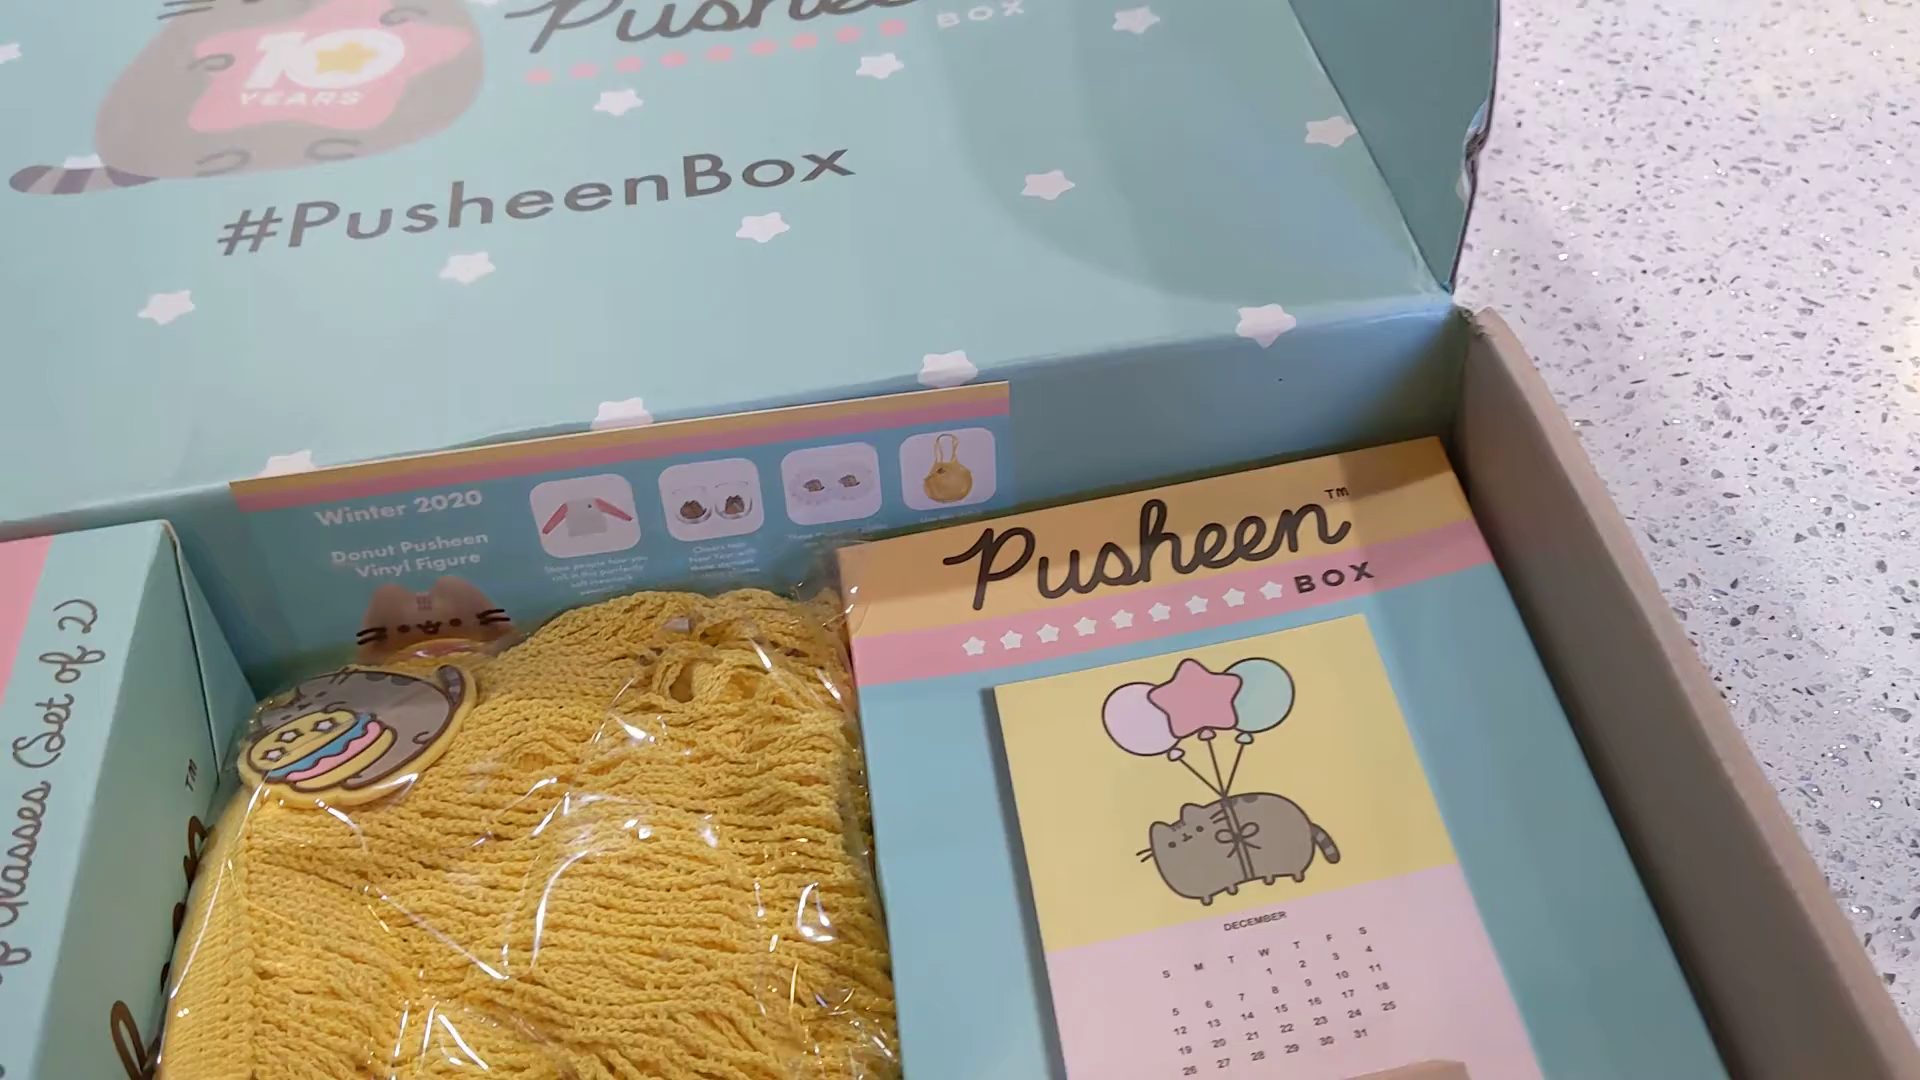 10
YEARS
BOX
#PusheenBox
Winter 2020
Donut Pusheen
Vinyl Figure
Glasses (Set of 2)
TM
Pusheen™
BOX
DECEMBER
S M T W T F S
1 2 3 4
5 6 7 8 9 10 11
12 13 14 15 16 17 18
19 20 21 22 23 24 25
26 27 28 29 30 31